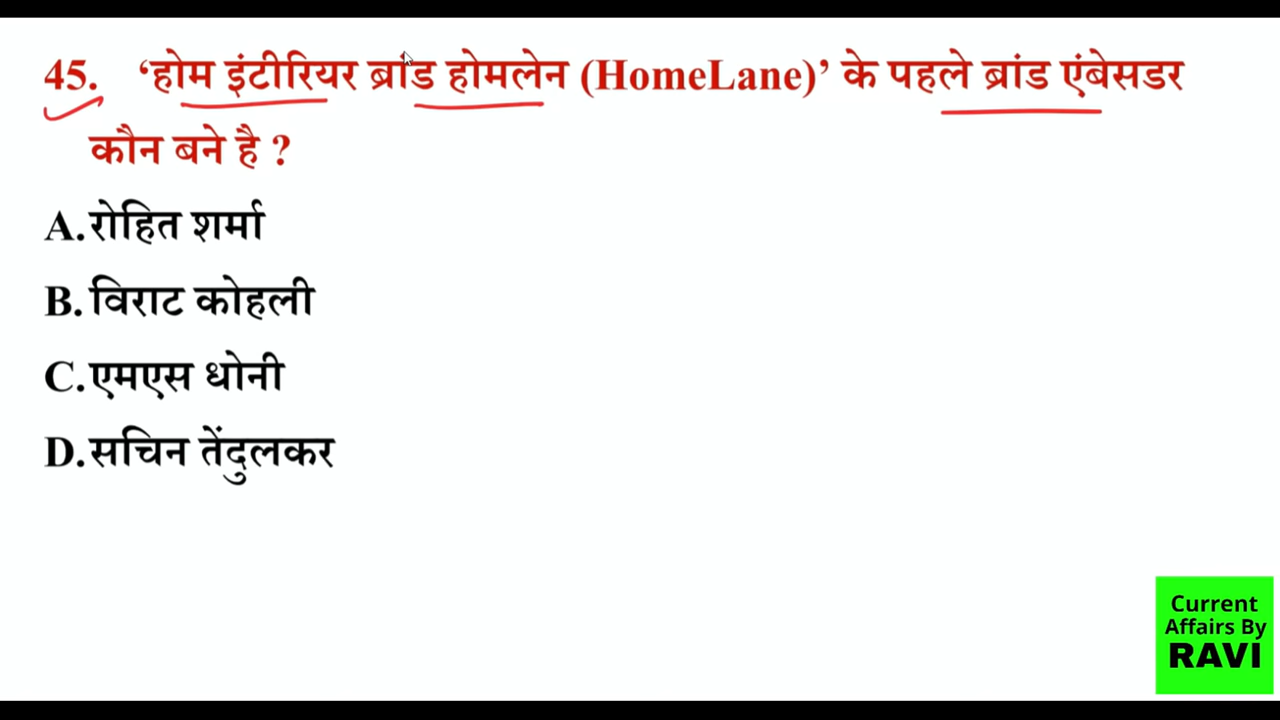 45. ‘होम इंटीरियर ब्रांड होमलेन (HomeLane)’ के पहले ब्रांड एंबेसडर
कौन बने है ?
A.रोहित शर्मा
B.विराट कोहली
C.एमएस धोनी
D.सचिन तेंदुलकर
Current
Affairs By
RAVI